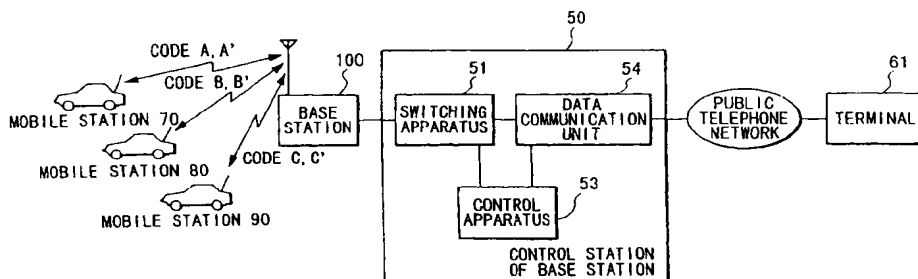 50
CODE A, A'
CODE B, B'
CODE C, C'
MOBILE STATION 70
MOBILE STATION 80
MOBILE STATION 90
100
BASE
STATION
51
SWITCHING
APPARATUS
54
DATA
COMMUNICATION
UNIT
53
CONTROL
APPARATUS
CONTROL STATION
OF BASE STATION
PUBLIC
TELEPHONE
NETWORK
61
TERMINAL